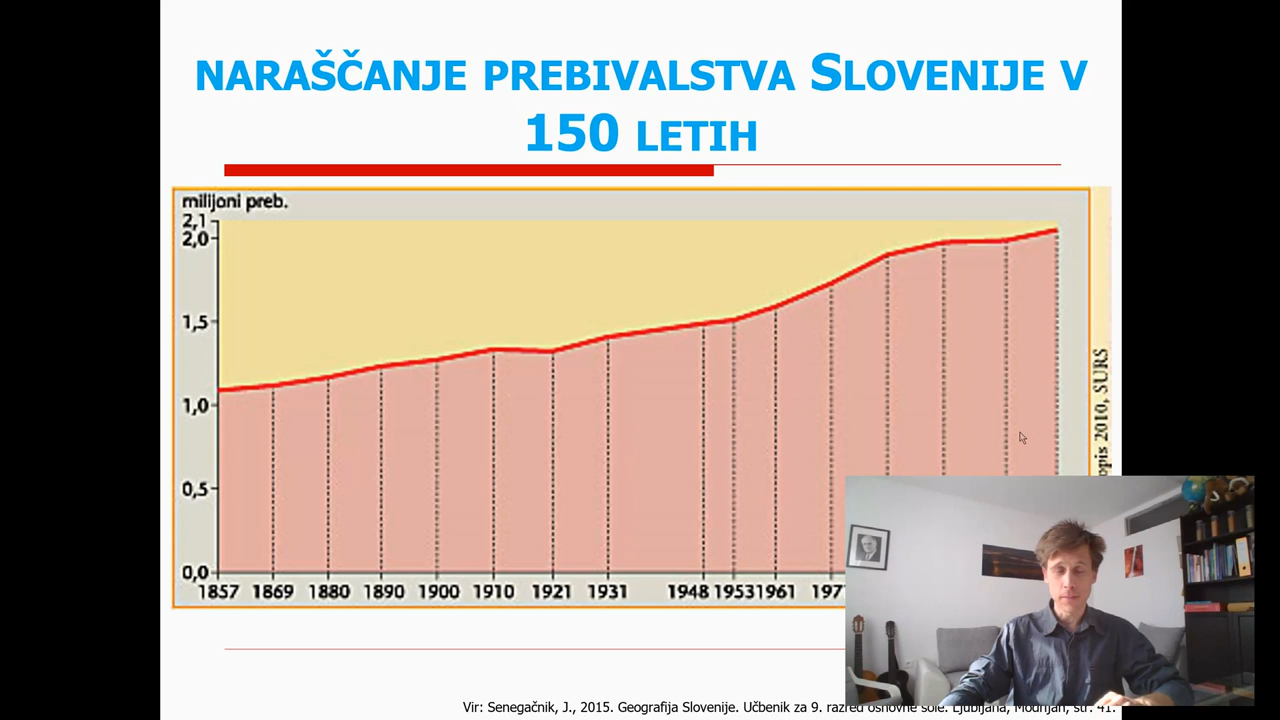 NARAŠČANJE PREBIVALSTVA SLOVENIJE V
150 LETIH
milijoni preb.
2,1
2,0
1,5
1,0
0,5
0,0
1857 1869 1880 1890 1900 1910 1921 1931 1948 1953 1961
2010, SURS
Vir: Senegačnik, J., 2015. Geografija Slovenije. Učbenik za 9. razred osnovne šole. Ljubljana, Modrijan, str. 41.